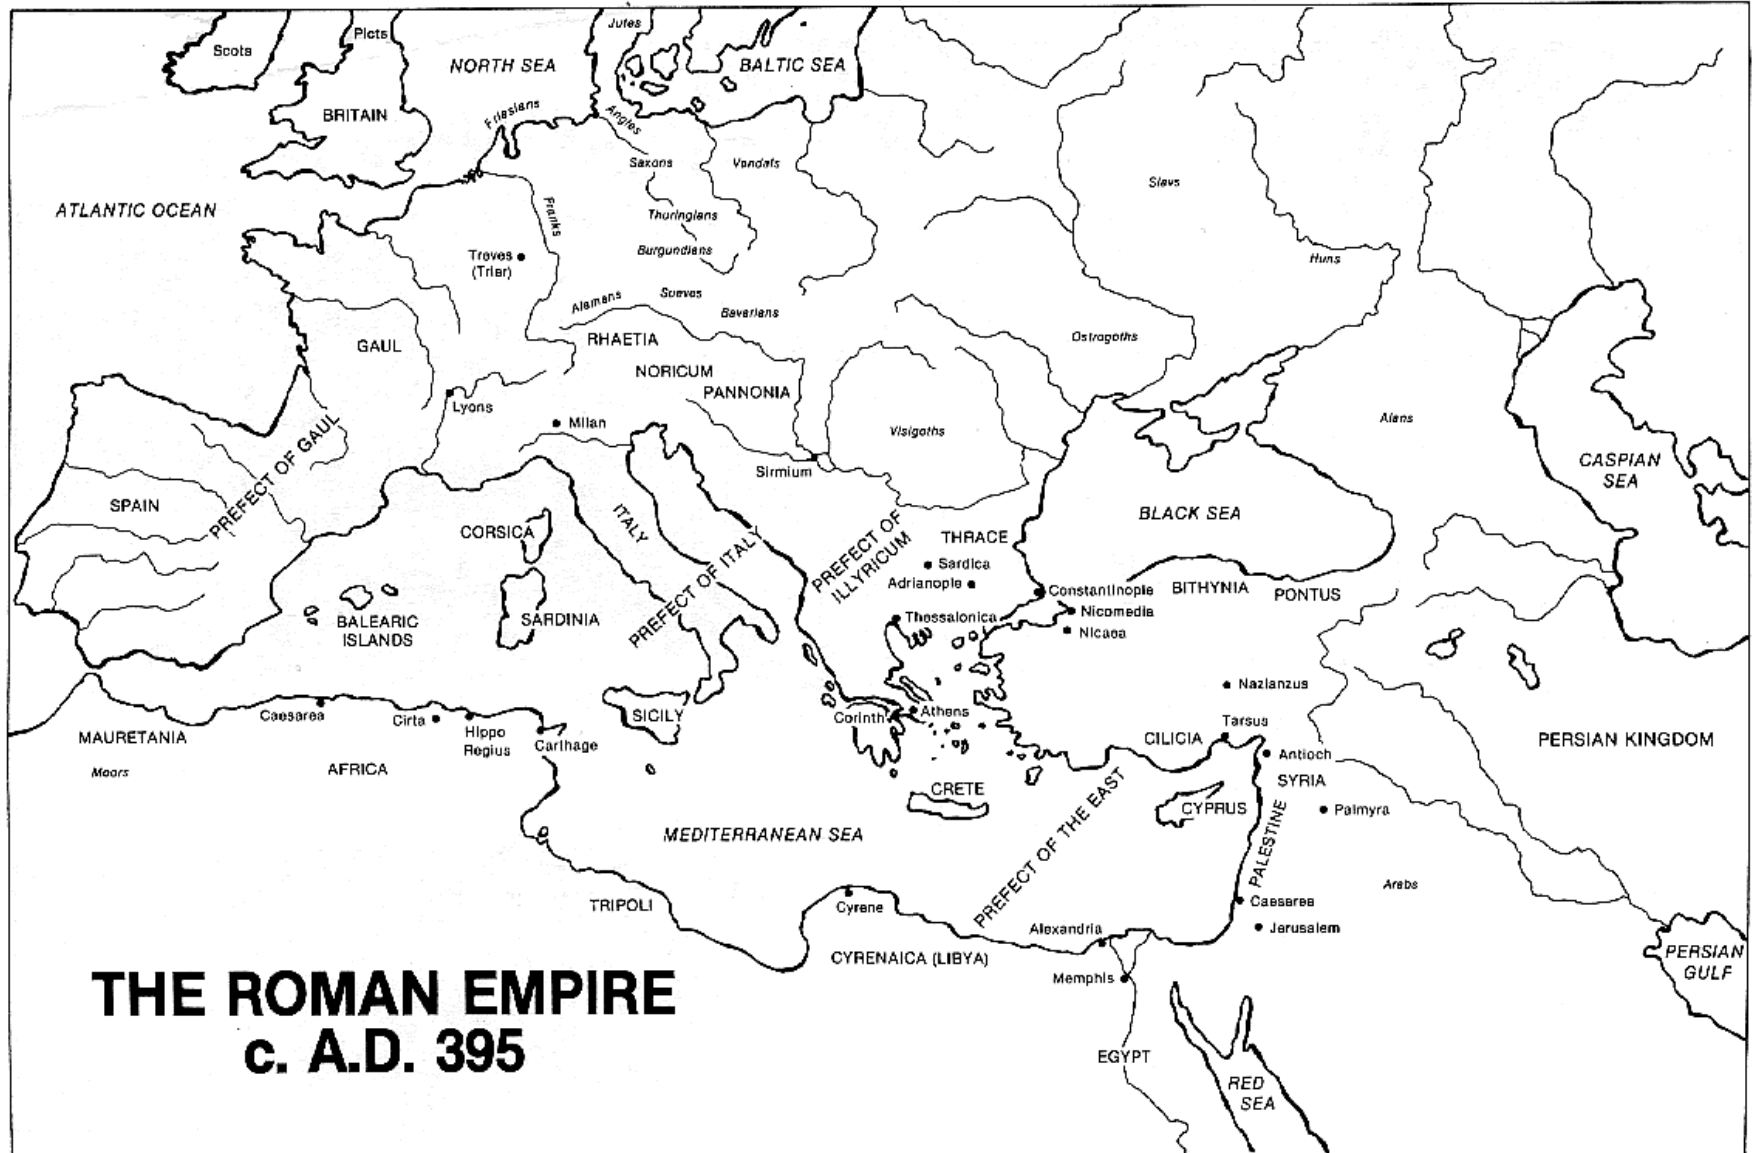 Scots
Picts
Jutes
NORTH SEA
BALTIC SEA
BRITAIN
Friesians
Angles
Saxons
Vandals
Slavs
ATLANTIC OCEAN
Franks
Thuringians
Burgundians
Treves
(Trier)
Huns
Alemans
Suevos
Bavarians
RHAETIA
Ostrogoths
GAUL
NORICUM
PANNONIA
Lyons
Milan
Visigoths
Alans
PREFECT OF GAUL
Sirmium
CASPIAN
SEA
SPAIN
CORSICA
ITALY
PREFECT OF ITALY
PREFECT OF
ILLYRICUM
THRACE
BLACK SEA
Sardica
Adrianople
Constantinople
BITHYNIA
PONTUS
Nicomedia
Nicaea
Thessalonica
BALEARIC
ISLANDS
SARDINIA
Nazianzus
Caesarea
Cirta
Hippo
Regius
Carthage
SICILY
Corinth
Athens
Tarsus
CILICIA
Antioch
SYRIA
PERSIAN KINGDOM
MAURETANIA
Moors
AFRICA
CRETE
CYPRUS
Palmyra
MEDITERRANEAN SEA
PREFECT OF THE EAST
PALESTINE
Arabs
TRIPOLI
Cyrene
Caesarea
Jerusalem
Alexandria
CYRENAICA (LIBYA)
Memphis
PERSIAN
GULF
THE ROMAN EMPIRE
c. A.D. 395
EGYPT
RED
SEA